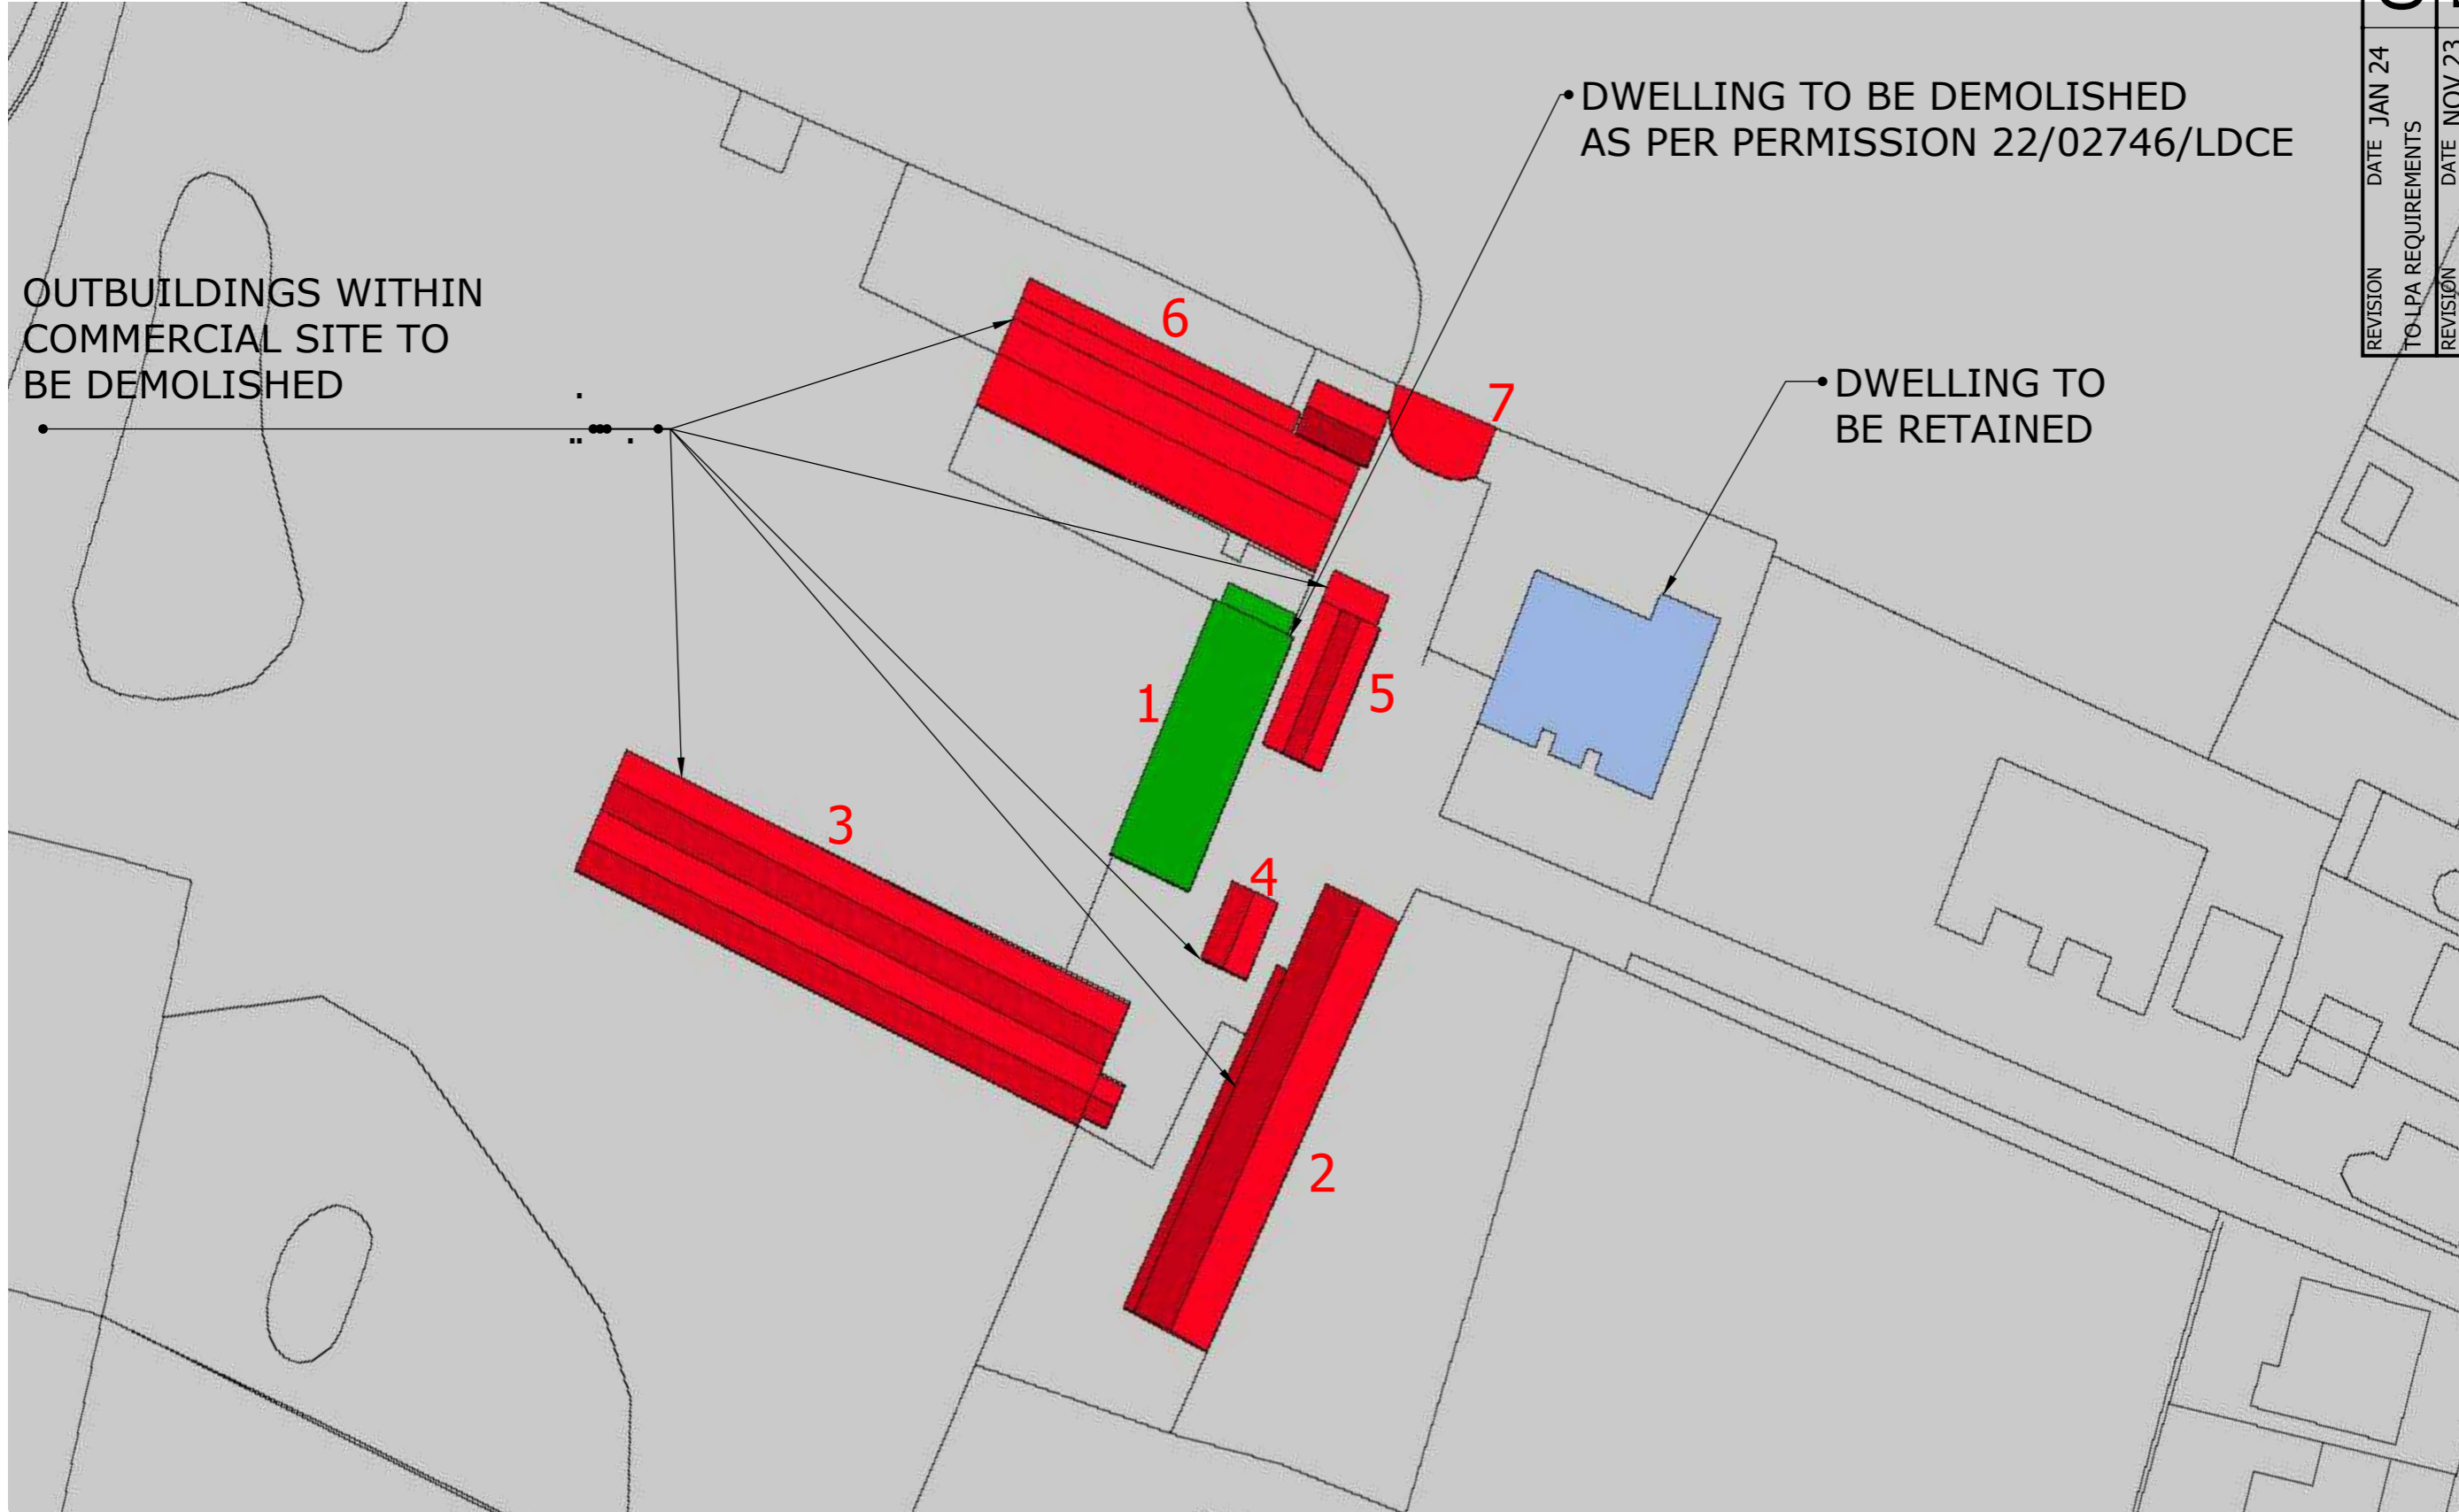 DWELLING TO BE DEMOLISHED
AS PER PERMISSION 22/02746/LDCE
OUTBUILDINGS WITHIN
COMMERCIAL SITE TO
BE DEMOLISHED
DWELLING TO
BE RETAINED
6
7
1
5
3
4
2
REVISION DATE JAN 24
TO LPA REQUIREMENTS
REVISION DATE NOV 23